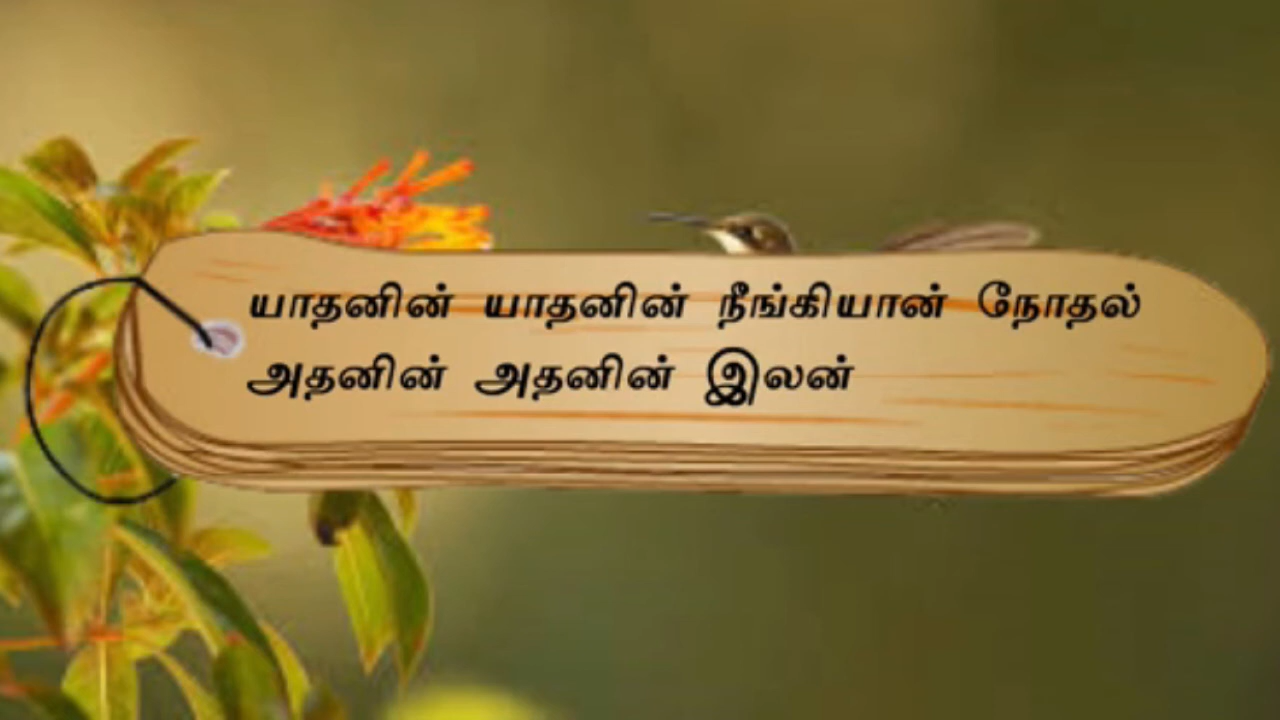 யாதனின் யாதனின் நீங்கியான் நோதல்
அதனின் அதனின் இலன்